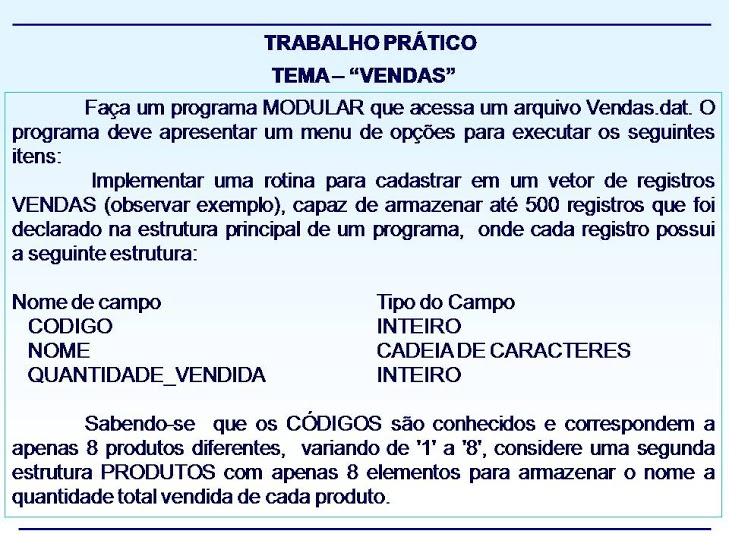 TRABALHO PRÁTICO
TEMA – “VENDAS”
Faça um programa MODULAR que acessa um arquivo Vendas.dat. O
programa deve apresentar um menu de opções para executar os seguintes
itens:
Implementar uma rotina para cadastrar em um vetor de registros
VENDAS (observar exemplo), capaz de armazenar até 500 registros que foi
declarado na estrutura principal de um programa, onde cada registro possui
a seguinte estrutura:
Nome de campo Tipo do Campo
CODIGO INTEIRO
NOME CADEIA DE CARACTERES
QUANTIDADE_VENDIDA INTEIRO
Sabendo-se que os CÓDIGOS são conhecidos e correspondem a
apenas 8 produtos diferentes, variando de '1' a '8', considere uma segunda
estrutura PRODUTOS com apenas 8 elementos para armazenar o nome a
quantidade total vendida de cada produto.